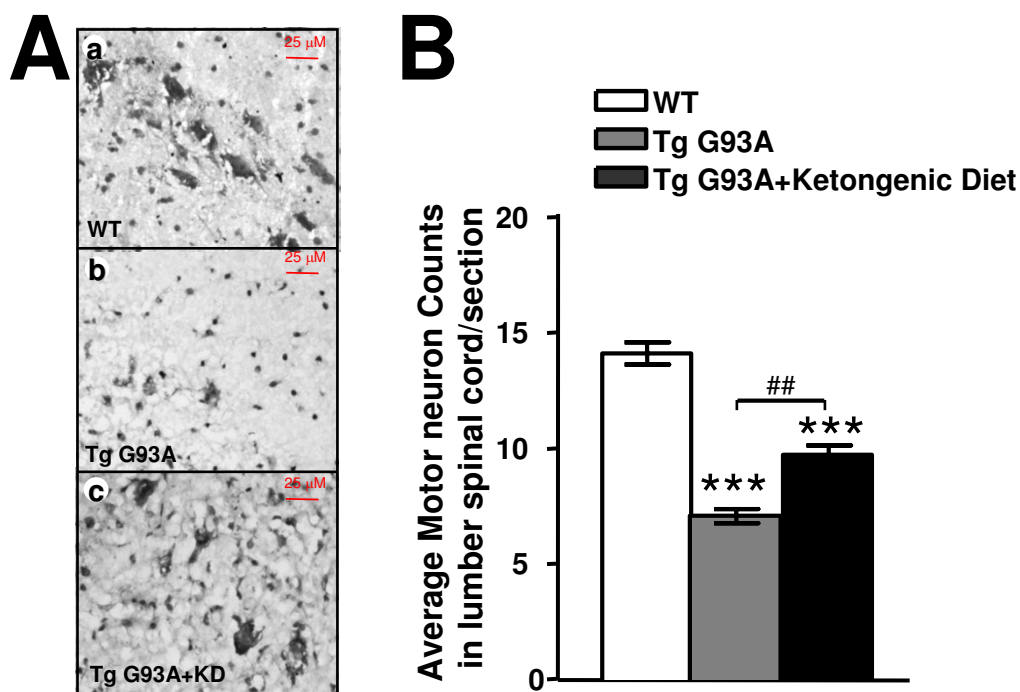 A
a
25 µM
WT
b
25 µM
Tg G93A
c
25 µM
Tg G93A+KD
B
WT
Tg G93A
Tg G93A+Ketongenic Diet
Average Motor neuron Counts
in lumber spinal cord/section
20
15
10
5
0
##
***
***